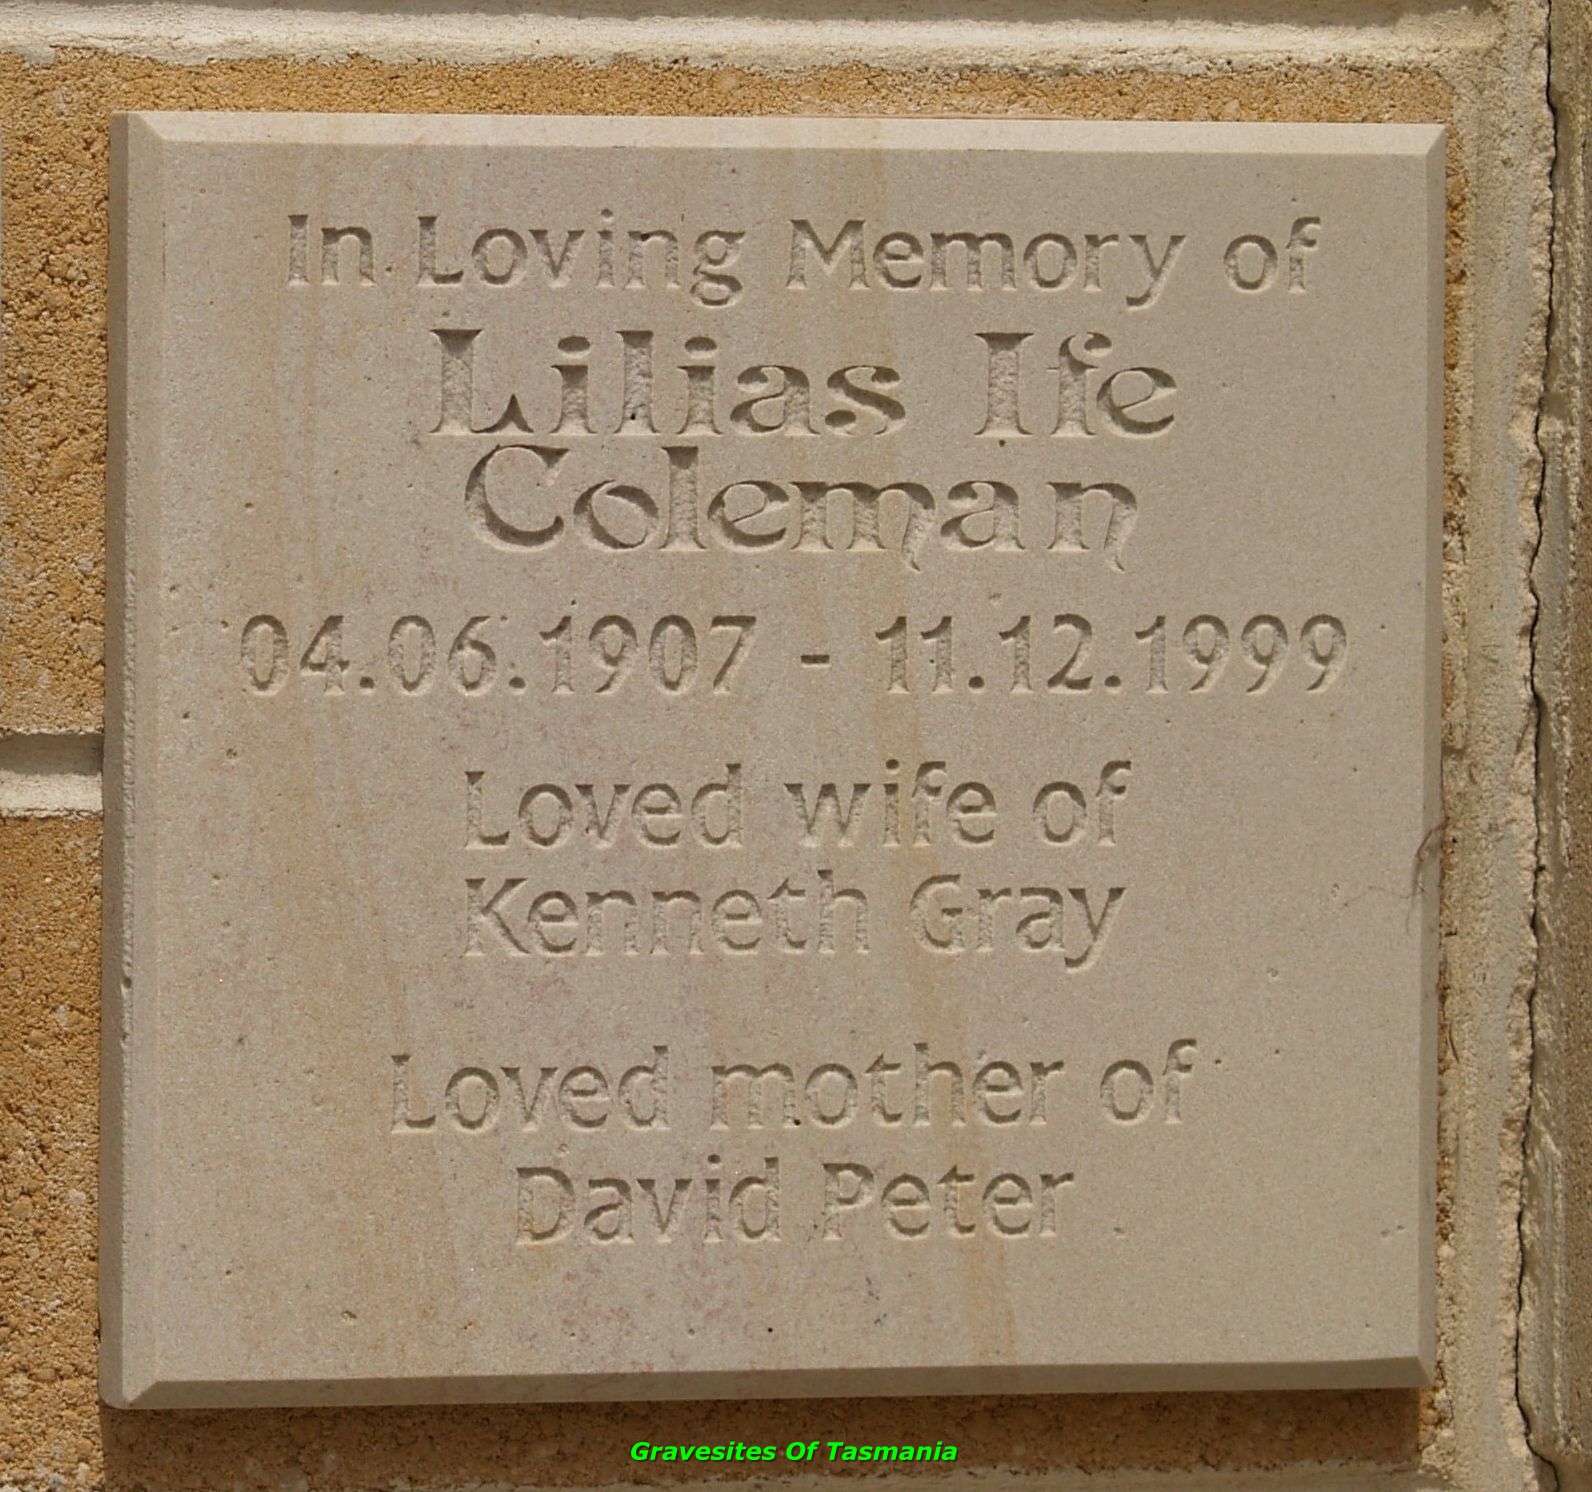 In Loving Memory of
Lilias Ife
Coleman
04.06.1907 - 11.12.1999
Loved wife of
Kenneth Gray
Loved mother of
David Peter
Gravesites Of Tasmania